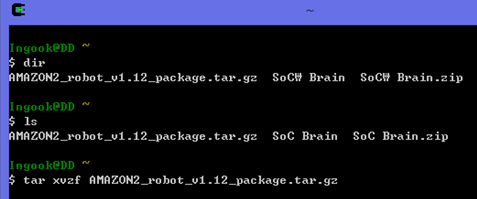 ~
Ingook@DD ~
$ dir
AMAZON2_robot_v1.12_package.tar.gz  SoC₩ Brain  SoC₩ Brain.zip
Ingook@DD ~
$ ls
AMAZON2_robot_v1.12_package.tar.gz  SoC Brain  SoC Brain.zip
Ingook@DD ~
$ tar xvzf AMAZON2_robot_v1.12_package.tar.gz